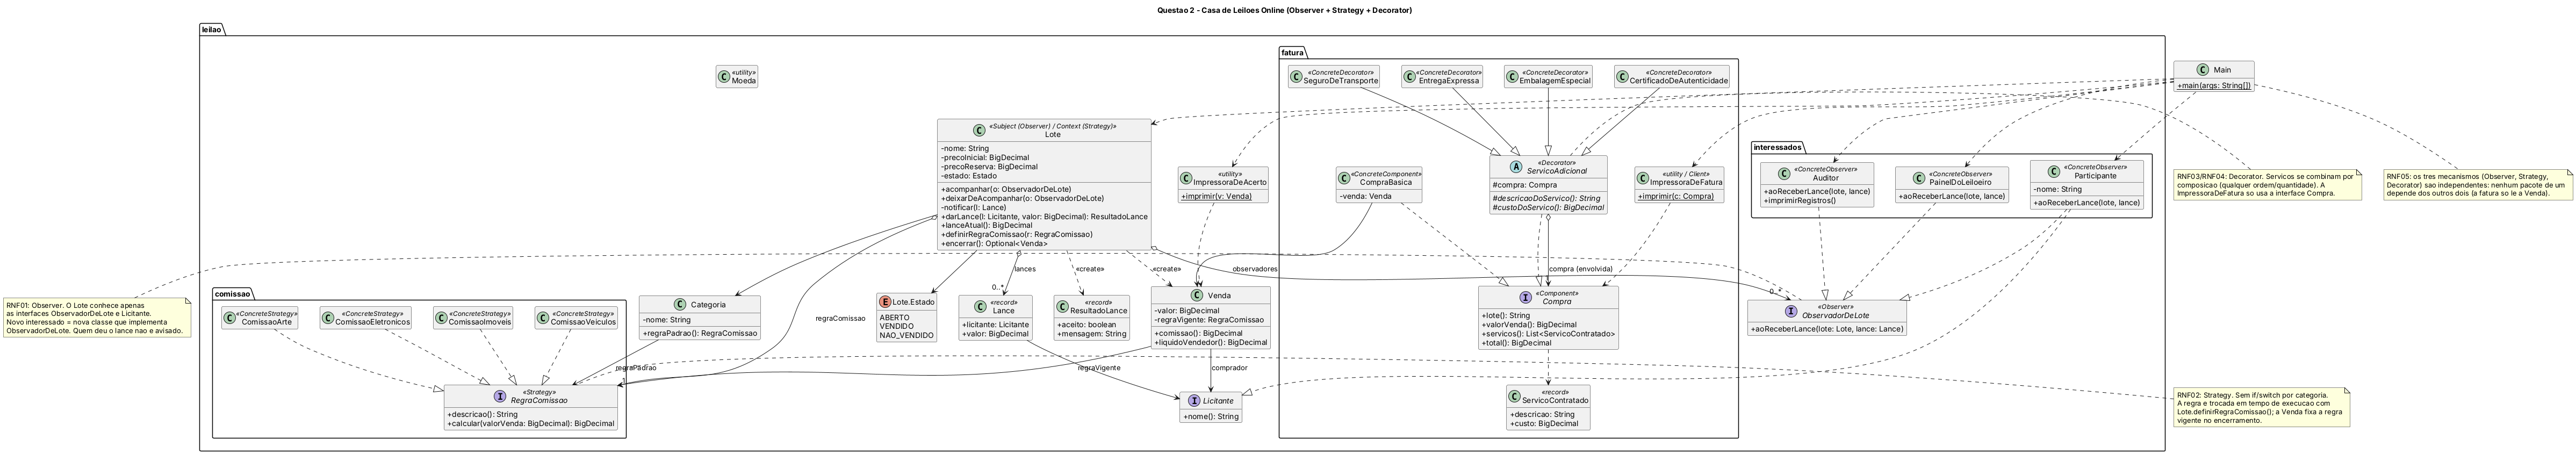 Questao 2 - Casa de Leiloes Online (Observer + Strategy + Decorator)
leilao
«utility»
Moeda
fatura
«ConcreteDecorator»
SeguroDeTransporte
«ConcreteDecorator»
EntregaExpressa
«ConcreteDecorator»
EmbalagemEspecial
«ConcreteDecorator»
CertificadoDeAutenticidade
Main
+main(args: String[])
«Subject (Observer) / Context (Strategy)»
Lote
-nome: String
-precoInicial: BigDecimal
-precoReserva: BigDecimal
-estado: Estado
+acompanhar(o: ObservadorDeLote)
+deixarDeAcompanhar(o: ObservadorDeLote)
-notificar(l: Lance)
+darLance(l: Licitante, valor: BigDecimal): ResultadoLance
+lanceAtual(): BigDecimal
+definirRegraComissao(r: RegraComissao)
+encerrar(): Optional<Venda>
«utility»
ImpressoraDeAcerto
+imprimir(v: Venda)
«ConcreteComponent»
CompraBasica
-venda: Venda
«Decorator»
ServicoAdicional
#compra: Compra
#descricaoDoServico(): String
#custoDoServico(): BigDecimal
«utility / Client»
ImpressoraDeFatura
+imprimir(c: Compra)
interessados
«ConcreteObserver»
Auditor
+aoReceberLance(lote, lance)
+imprimirRegistros()
«ConcreteObserver»
PainelDoLeiloeiro
+aoReceberLance(lote, lance)
«ConcreteObserver»
Participante
-nome: String
+aoReceberLance(lote, lance)
RNF03/RNF04: Decorator. Servicos se combinam por
composicao (qualquer ordem/quantidade). A
ImpressoraDeFatura so usa a interface Compra.
RNF05: os tres mecanismos (Observer, Strategy,
Decorator) sao independentes: nenhum pacote de um
depende dos outros dois (a fatura so le a Venda).
lances
«create»
«create»
observadores
compra (envolvida)
0..*
1
0..*
RNF01: Observer. O Lote conhece apenas
as interfaces ObservadorDeLote e Licitante.
Novo interessado = nova classe que implementa
ObservadorDeLote. Quem deu o lance nao e avisado.
comissao
«ConcreteStrategy»
ComissaoArte
«ConcreteStrategy»
ComissaoEletronicos
«ConcreteStrategy»
ComissaoImoveis
«ConcreteStrategy»
ComissaoVeiculos
Categoria
-nome: String
+regraPadrao(): RegraComissao
regraComissao
Lote.Estado
ABERTO
VENDIDO
NAO_VENDIDO
«record»
Lance
+licitante: Licitante
+valor: BigDecimal
«record»
ResultadoLance
+aceito: boolean
+mensagem: String
Venda
-valor: BigDecimal
-regraVigente: RegraComissao
+comissao(): BigDecimal
+liquidoVendedor(): BigDecimal
«Component»
Compra
+lote(): String
+valorVenda(): BigDecimal
+servicos(): List<ServicoContratado>
+total(): BigDecimal
«Observer»
ObservadorDeLote
+aoReceberLance(lote: Lote, lance: Lance)
regraPadrao
1
regraVigente
comprador
«Strategy»
RegraComissao
+descricao(): String
+calcular(valorVenda: BigDecimal): BigDecimal
Licitante
+nome(): String
«record»
ServicoContratado
+descricao: String
+custo: BigDecimal
RNF02: Strategy. Sem if/switch por categoria.
A regra e trocada em tempo de execucao com
Lote.definirRegraComissao(); a Venda fixa a regra
vigente no encerramento.